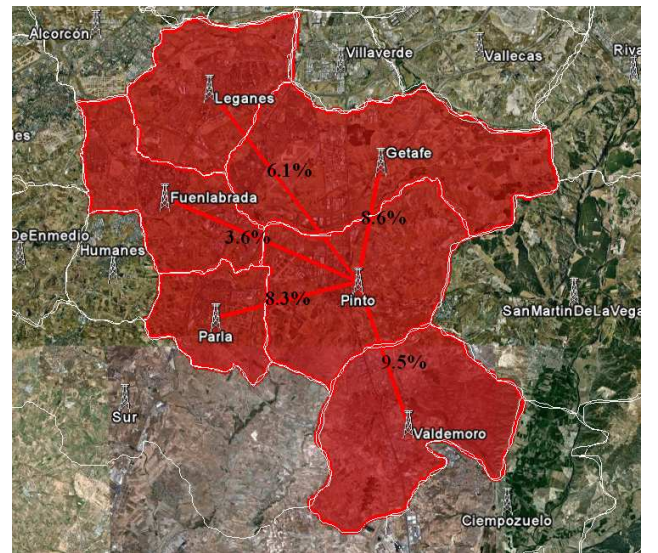 Alcorcón
Villaverde
Vallecas
Riva
Leganes
les
Getafe
6.1%
Fuenlabrada
8.6%
DeEnmedio
3.6%
Humanes
Pinto
8.3%
SanMartinDeLaVega
Parla
9.5%
Sur
Valdemoro
Ciempozuelo